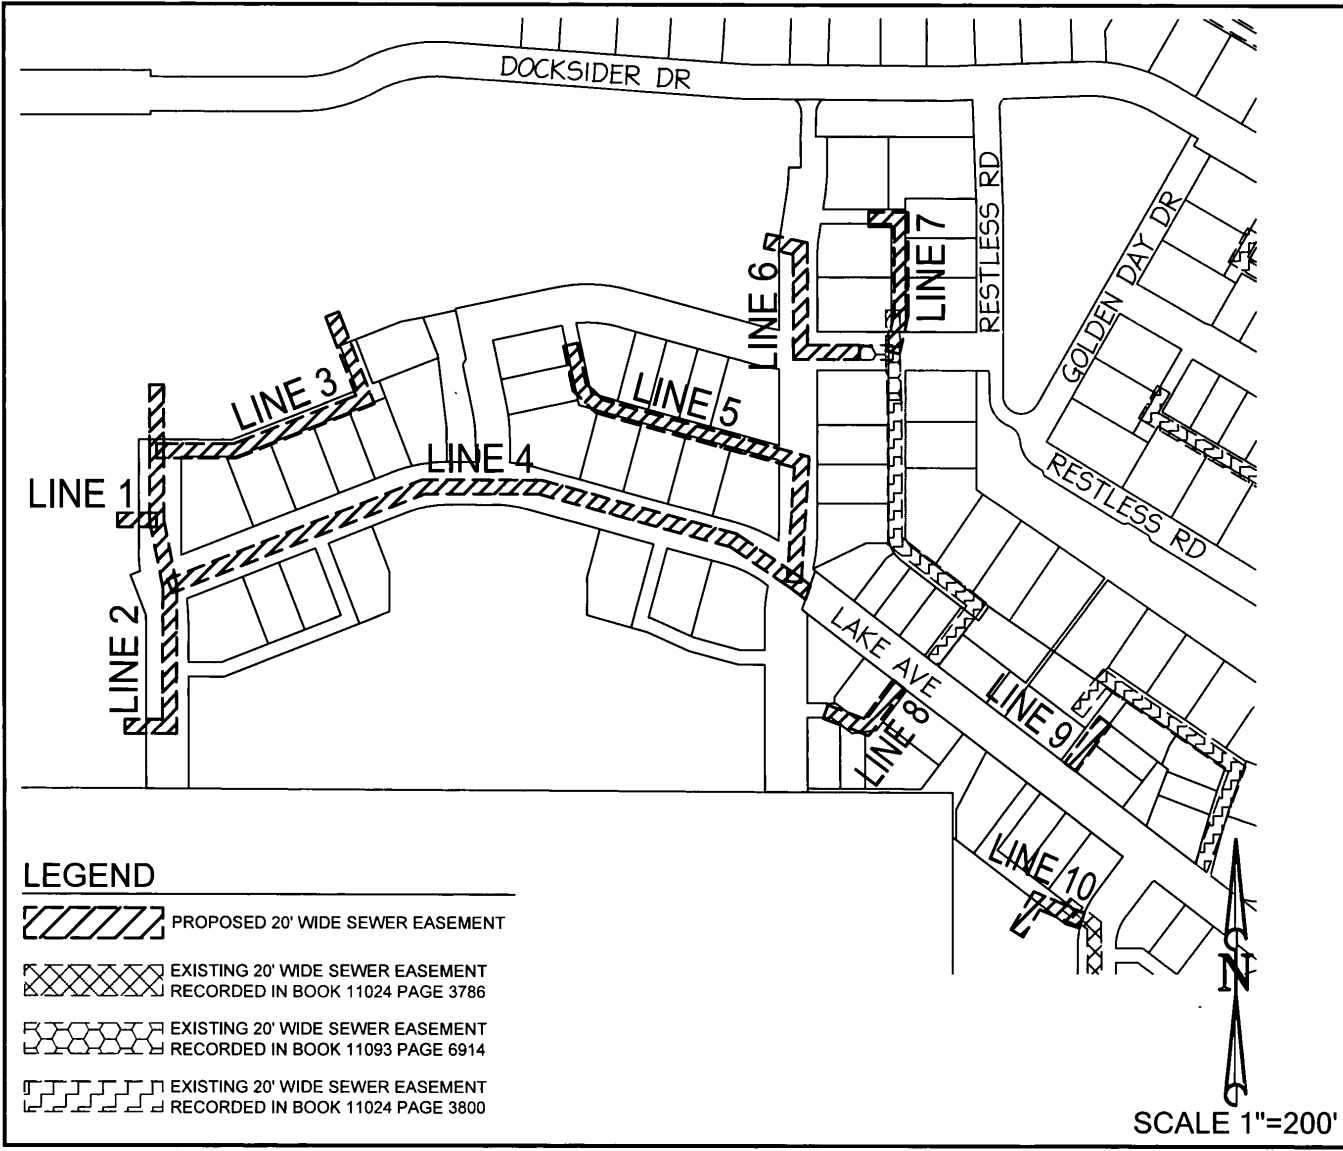 DOCKSIDER DR
RESTLESS RD
GOLDEN DAY DR
LINE 7
LINE 6
LINE 3
LINE 5
LINE 4
LINE 1
RESTLESS RD
LINE 2
LAKE AVE
LINE 8
LINE 9
LINE 10
LEGEND
PROPOSED 20' WIDE SEWER EASEMENT
EXISTING 20' WIDE SEWER EASEMENT
RECORDED IN BOOK 11024 PAGE 3786
EXISTING 20' WIDE SEWER EASEMENT
RECORDED IN BOOK 11093 PAGE 6914
EXISTING 20' WIDE SEWER EASEMENT
RECORDED IN BOOK 11024 PAGE 3800
N
SCALE 1"=200'